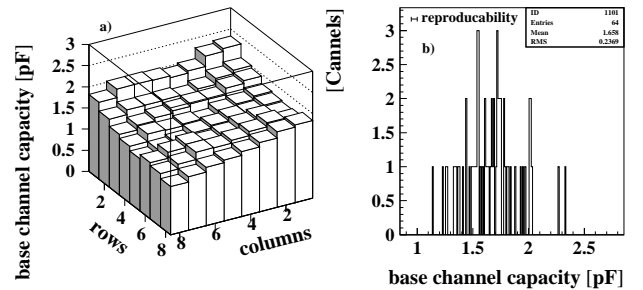 a)
base channel capacity [pF]
3
2.5
2
1.5
1
0.5
0
2
4
6
8
rows
8
6
4
2
columns
[Cannels]
reproducability
b)
ID 1101
Entries 64
Mean 1.658
RMS 0.2369
3
2.5
2
1.5
1
0.5
0
1 1.5 2 2.5
base channel capacity [pF]